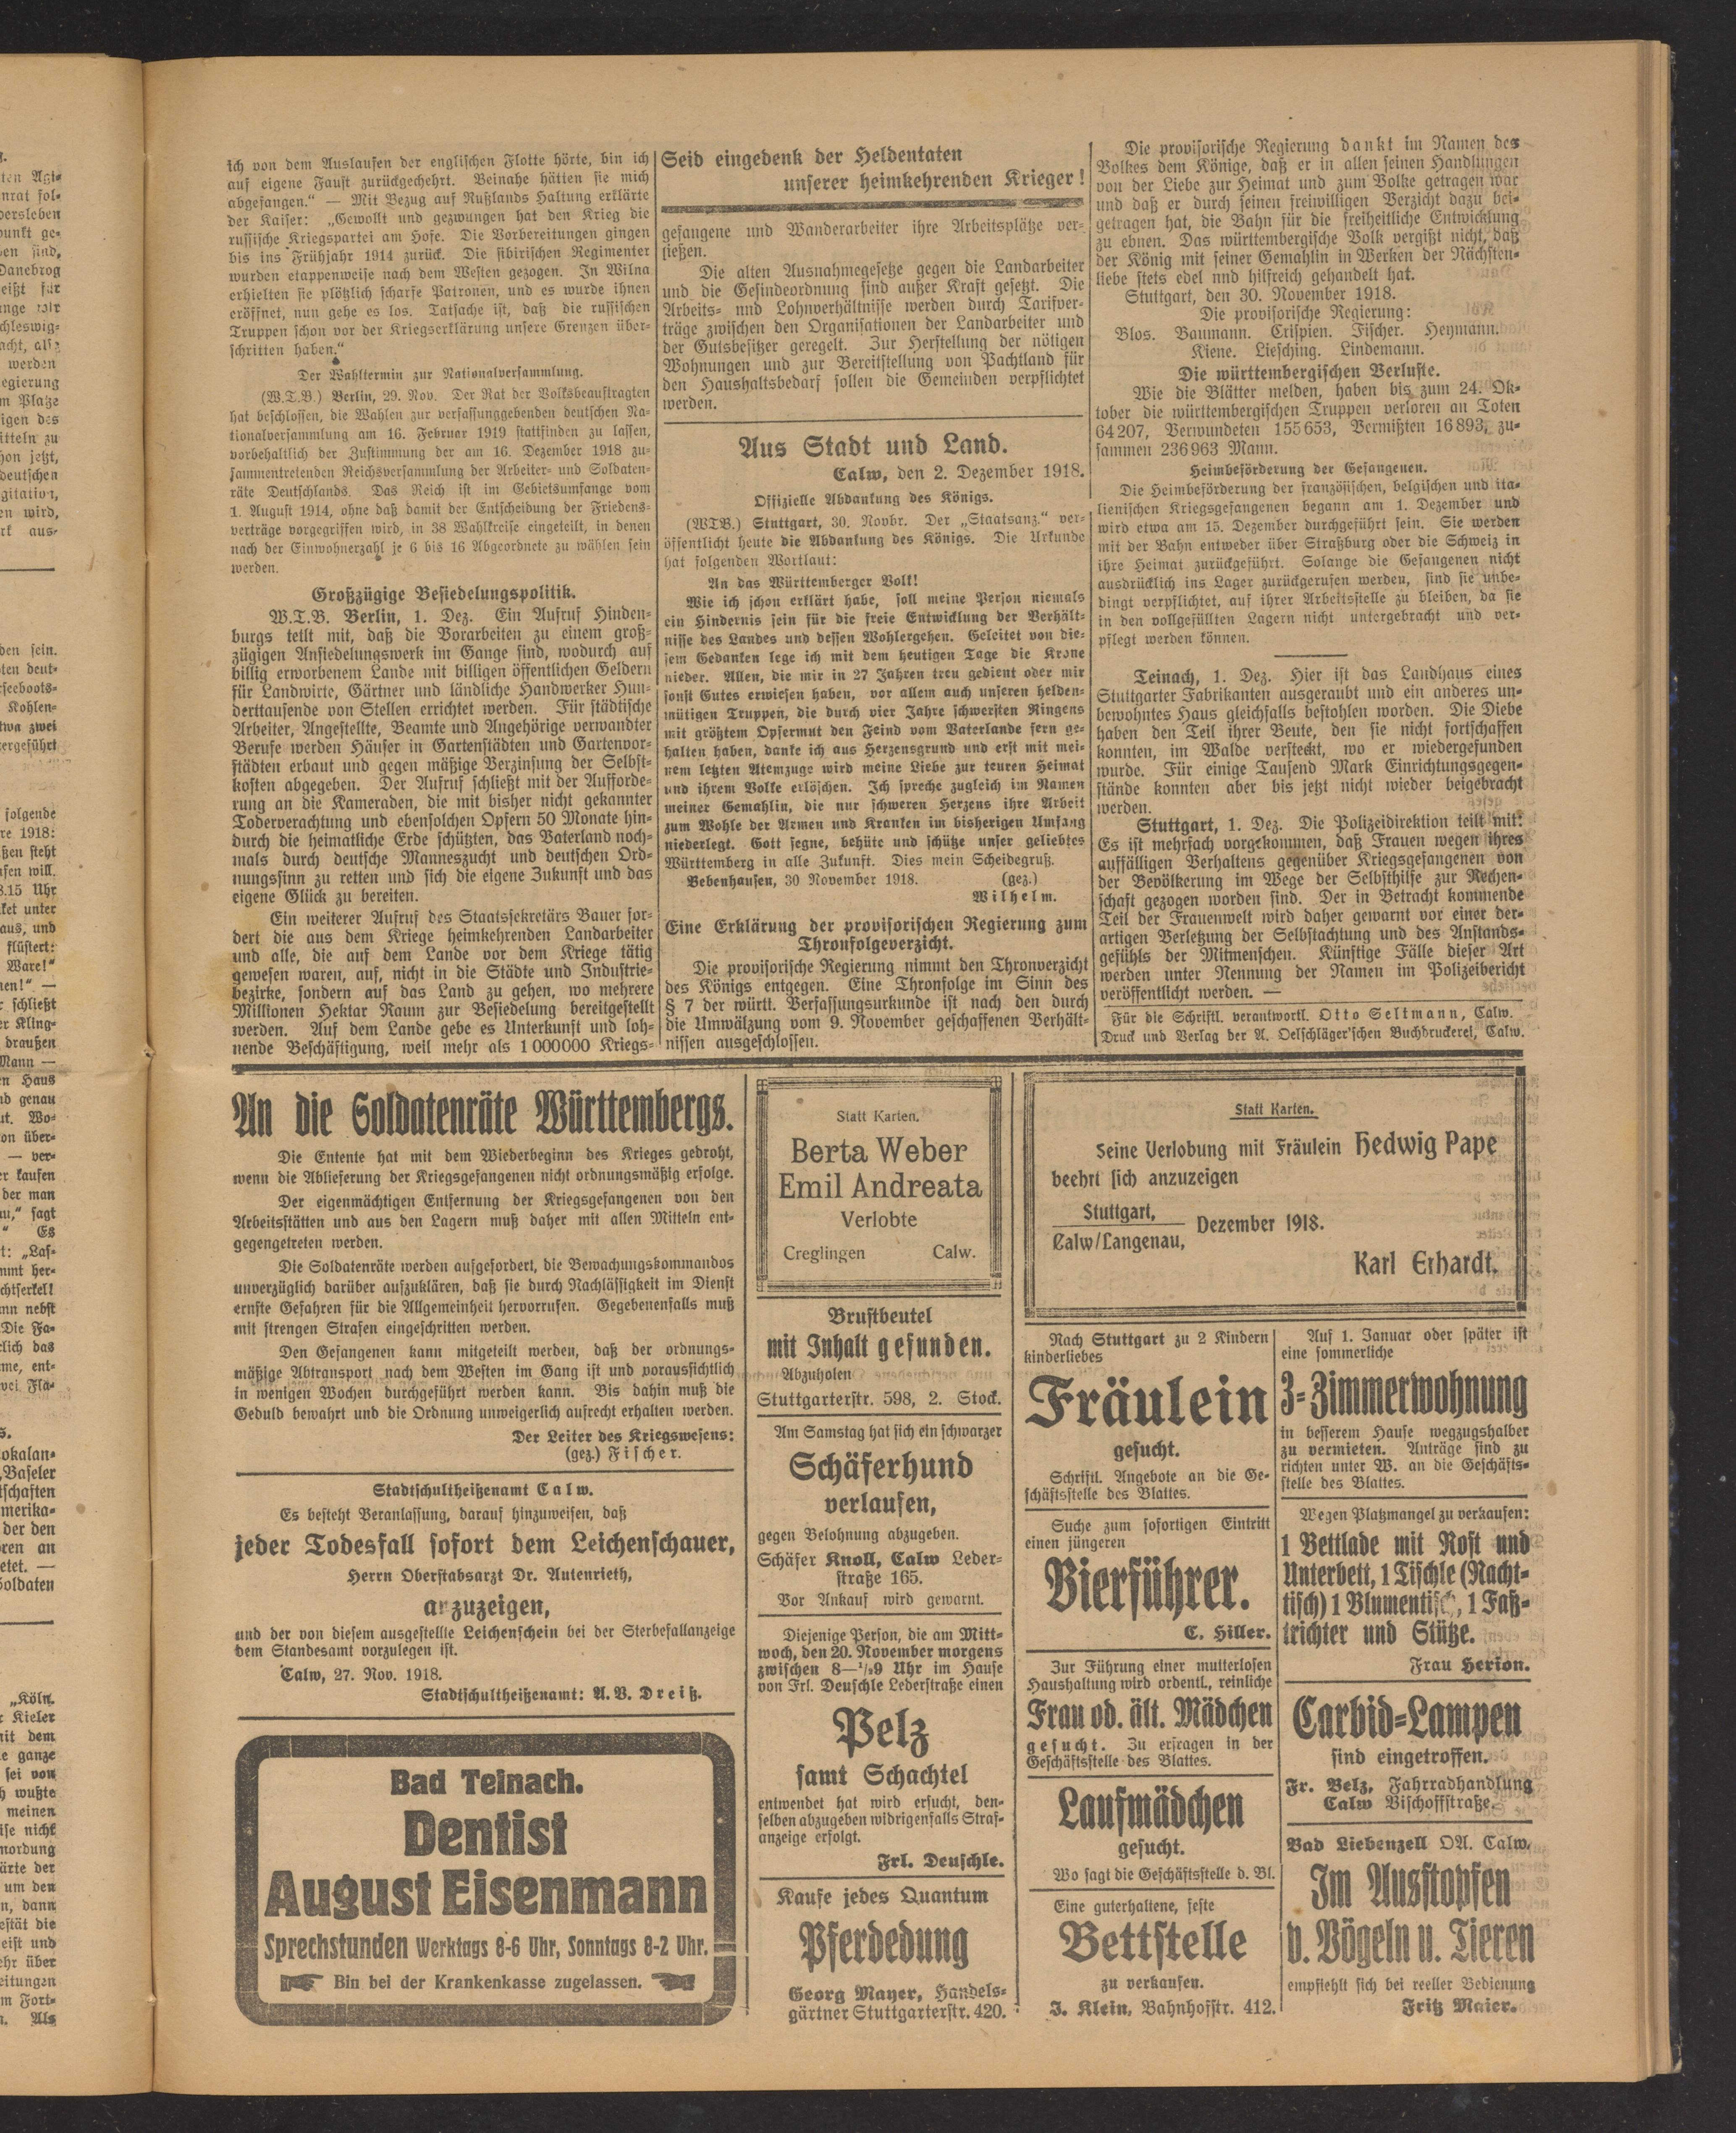 ich von dem Auslaufen der englischen Flotte hörte, bin ich
auf eigene Faust zurückgechehrt. Beinahe hätten sie mich
abgefangen.“ — Mit Bezug auf Rußlands Haltung erklärte
der Kaiser: „Gewollt und gezwungen hat den Krieg die
russische Kriegspartei am Hofe. Die Vorbereitungen gingen
bis ins Frühjahr 1914 zurück. Die sibirischen Regimenter
wurden etappenweise nach dem Westen gezogen. In Wilna
erhielten sie plötzlich scharfe Patronen, und es wurde ihnen
eröffnet, nun gehe es los. Tatsache ist, daß die russischen
Truppen schon vor der Kriegserklärung unsere Grenzen über-
schritten haben.“
Der Wahltermin zur Nationalversammlung.
(W.T.B.) Berlin, 29. Nov. Der Rat der Volksbeauftragten
hat beschlossen, die Wahlen zur verfassunggebenden deutschen Na-
tionalversammlung am 16. Februar 1919 stattfinden zu lassen,
vorbehaltlich der Zustimmung der am 16. Dezember 1918 zu-
sammentretenden Reichsversammlung der Arbeiter- und Soldaten-
räte Deutschlands. Das Reich ist im Gebietsumfange vom
1. August 1914, ohne daß damit der Entscheidung der Friedens-
verträge vorgegriffen wird, in 38 Wahlkreise eingeteilt, in denen
nach der Einwohnerzahl je 6 bis 16 Abgeordnete zu wählen sein
werden.
Großzügige Besiedelungspolitik.
W.T.B. Berlin, 1. Dez. Ein Aufruf Hinden-
burgs teilt mit, daß die Vorarbeiten zu einem groß-
zügigen Ansiedelungswerk im Gange sind, wodurch auf
billig erworbenem Lande mit billigen öffentlichen Geldern
für Landwirte, Gärtner und ländliche Handwerker Hun-
derttausende von Stellen errichtet werden. Für städtische
Arbeiter, Angestellte, Beamte und Angehörige verwandter
Berufe werden Häuser in Gartenstädten und Gartenvor-
städten erbaut und gegen mäßige Verzinsung der Selbst-
kosten abgegeben. Der Aufruf schließt mit der Aufforde-
rung an die Kameraden, die mit bisher nicht gekannter
Toderverachtung und ebensolchen Opfern 50 Monate hin-
durch die heimatliche Erde schützten, das Vaterland noch-
mals durch deutsche Manneszucht und deutschen Ord-
nungssinn zu retten und sich die eigene Zukunft und das
eigene Glück zu bereiten.
Ein weiterer Aufruf des Staatssekretärs Bauer for-
dert die aus dem Kriege heimkehrenden Landarbeiter
und alle, die auf dem Lande vor dem Kriege tätig
gewesen waren, auf, nicht in die Städte und Industrie-
bezirke, sondern auf das Land zu gehen, wo mehrere
Millionen Hektar Raum zur Besiedelung bereitgestellt
werden. Auf dem Lande gebe es Unterkunft und loh-
nende Beschäftigung, weil mehr als 1 000 000 Kriegs-
Seid eingedenk der Heldentaten
unserer heimkehrenden Krieger!
gefangene und Wanderarbeiter ihre Arbeitsplätze ver-
ließen.
Die alten Ausnahmegesetze gegen die Landarbeiter
und die Gesindeordnung sind außer Kraft gesetzt. Die
Arbeits- und Lohnverhältnisse werden durch Tarifver-
träge zwischen den Organisationen der Landarbeiter und
der Gutsbesitzer geregelt. Zur Herstellung der nötigen
Wohnungen und zur Bereitstellung von Pachtland für
den Haushaltsbedarf sollen die Gemeinden verpflichtet
werden.
Aus Stadt und Land.
Calw, den 2. Dezember 1918.
Offizielle Abdankung des Königs.
(WTB.) Stuttgart, 30. Novbr. Der „Staatsanz.“ ver-
öffentlicht heute die Abdankung des Königs. Die Urkunde
hat folgenden Wortlaut:
An das Württemberger Volk!
Wie ich schon erklärt habe, soll meine Person niemals
ein Hindernis sein für die freie Entwicklung der Verhält-
nisse des Landes und dessen Wohlergehen. Geleitet von die-
sem Gedanken lege ich mit dem heutigen Tage die Krone
nieder. Allen, die mir in 27 Jahren treu gedient oder mir
sonst Gutes erwiesen haben, vor allem auch unseren helden-
mütigen Truppen, die durch vier Jahre schwersten Ringens
mit größtem Opfermut den Feind vom Vaterlande fern ge-
halten haben, danke ich aus Herzensgrund und erst mit mei-
nem letzten Atemzuge wird meine Liebe zur teuren Heimat
und ihrem Volke erlöschen. Ich spreche zugleich im Namen
meiner Gemahlin, die nur schweren Herzens ihre Arbeit
zum Wohle der Armen und Kranken im bisherigen Umfang
niederlegt. Gott segne, behüte und schütze unser geliebtes
Württemberg in alle Zukunft. Dies mein Scheidegruß.
Bebenhausen, 30 November 1918. (gez.)
Wilhelm.
Eine Erklärung der provisorischen Regierung zum
Thronfolgeverzicht.
Die provisorische Regierung nimmt den Thronverzicht
des Königs entgegen. Eine Thronfolge im Sinn des
§ 7 der württ. Verfassungsurkunde ist nach den durch
die Umwälzung vom 9. November geschaffenen Verhält-
nissen ausgeschlossen.
Die provisorische Regierung dankt im Namen des
Volkes dem Könige, daß er in allen seinen Handlungen
von der Liebe zur Heimat und zum Volke getragen war
und daß er durch seinen freiwilligen Verzicht dazu bei-
getragen hat, die Bahn für die freiheitliche Entwicklung
zu ebnen. Das württembergische Volk vergißt nicht, daß
der König mit seiner Gemahlin in Werken der Nächsten-
liebe stets edel nnd hilfreich gehandelt hat.
Stuttgart, den 30. November 1918.
Die provisorische Regierung:
Blos. Baumann. Crispien. Fischer. Heymann.
Kiene. Liesching. Lindemann.
Die württembergischen Verluste.
Wie die Blätter melden, haben bis zum 24. Ok-
tober die württembergischen Truppen verloren an Toten
64207, Verwundeten 155653, Vermißten 16893, zu-
sammen 236963 Mann.
Heimbeförderung der Gefangenen.
Die Heimbeförderung der französischen, belgischen und ita-
lienischen Kriegsgefangenen begann am 1. Dezember und
wird etwa am 15. Dezember durchgeführt sein. Sie werden
mit der Bahn entweder über Straßburg oder die Schweiz in
ihre Heimat zurückgeführt. Solange die Gefangenen nicht
ausdrücklich ins Lager zurückgerufen werden, sind sie unbe-
dingt verpflichtet, auf ihrer Arbeitsstelle zu bleiben, da sie
in den vollgefüllten Lagern nicht untergebracht und ver-
pflegt werden können.
Teinach, 1. Dez. Hier ist das Landhaus eines
Stuttgarter Fabrikanten ausgeraubt und ein anderes un-
bewohntes Haus gleichfalls bestohlen worden. Die Diebe
haben den Teil ihrer Beute, den sie nicht fortschaffen
konnten, im Walde versteckt, wo er wiedergefunden
wurde. Für einige Tausend Mark Einrichtungsgegen-
stände konnten aber bis jetzt nicht wieder beigebracht
werden.
Stuttgart, 1. Dez. Die Polizeidirektion teilt mit:
Es ist mehrfach vorgekommen, daß Frauen wegen ihres
auffälligen Verhaltens gegenüber Kriegsgefangenen von
der Bevölkerung im Wege der Selbsthilfe zur Rechen-
schaft gezogen worden sind. Der in Betracht kommende
Teil der Frauenwelt wird daher gewarnt vor einer der-
artigen Verletzung der Selbstachtung und des Anstands-
gefühls der Mitmenschen. Künftige Fälle dieser Art
werden unter Nennung der Namen im Polizeibericht
veröffentlicht werden. —
Für die Schriftl. verantwortl. Otto Seltmann, Calw.
Druck und Verlag der A. Oelschläger'schen Buchdruckerei, Calw.
An die Soldatenräte Württembergs.
Die Entente hat mit dem Wiederbeginn des Krieges gedroht,
wenn die Ablieferung der Kriegsgefangenen nicht ordnungsmäßig erfolge.
Der eigenmächtigen Entfernung der Kriegsgefangenen von den
Arbeitsstätten und aus den Lagern muß daher mit allen Mitteln ent-
gegengetreten werden.
Die Soldatenräte werden aufgefordert, die Bewachungskommandos
unverzüglich darüber aufzuklären, daß sie durch Nachlässigkeit im Dienst
ernste Gefahren für die Allgemeinheit hervorrufen. Gegebenenfalls muß
mit strengen Strafen eingeschritten werden.
Den Gefangenen kann mitgeteilt werden, daß der ordnungs-
mäßige Abtransport nach dem Westen im Gang ist und voraussichtlich
in wenigen Wochen durchgeführt werden kann. Bis dahin muß die
Geduld bewahrt und die Ordnung unweigerlich aufrecht erhalten werden.
Der Leiter des Kriegswesens:
(gez.) Fischer.
Stadtschultheißenamt Calw.
Es besteht Veranlassung, darauf hinzuweisen, daß
jeder Todesfall sofort dem Leichenschauer,
Herrn Oberstabsarzt Dr. Autenrieth,
anzuzeigen,
und der von diesem ausgestellte Leichenschein bei der Sterbefallanzeige
dem Standesamt vorzulegen ist.
Calw, 27. Nov. 1918.
Stadtschultheißenamt: A. V. Dreiß.
Bad Teinach.
Dentist
August Eisenmann
Sprechstunden Werktags 8-6 Uhr, Sonntags 8-2 Uhr.
Bin bei der Krankenkasse zugelassen.
Statt Karten.
Berta Weber
Emil Andreata
Verlobte
Creglingen Calw.
Brustbeutel
mit Inhalt gefunden.
Abzuholen
Stuttgarterstr. 598, 2. Stock.
Am Samstag hat sich ein schwarzer
Schäferhund
verlaufen,
gegen Belohnung abzugeben.
Schäfer Knoll, Calw Leder-
straße 165.
Vor Ankauf wird gewarnt.
Diejenige Person, die am Mitt-
woch, den 20. November morgens
zwischen 8—1/29 Uhr im Hause
von Frl. Deuschle Lederstraße einen
Pelz
samt Schachtel
entwendet hat wird ersucht, den-
selben abzugeben widrigenfalls Straf-
anzeige erfolgt.
Frl. Deuschle.
Kaufe jedes Quantum
Pferdedung
Georg Mayer, Handels-
gärtner Stuttgarterstr. 420.
Statt Karten.
Seine Verlobung mit Fräulein Hedwig Pape
beehrt sich anzuzeigen
Stuttgart,
Calw/Langenau, Dezember 1918.
Karl Erhardt.
Nach Stuttgart zu 2 Kindern
kinderliebes
Fräulein
gesucht.
Schriftl. Angebote an die Ge-
schäftsstelle des Blattes.
Suche zum sofortigen Eintritt
einen jüngeren
Bierführer.
C. Hiller.
Zur Führung einer mutterlosen
Haushaltung wird ordentl., reinliche
Frau od. ält. Mädchen
gesucht. Zu erfragen in der
Geschäftsstelle des Blattes.
Laufmädchen
gesucht.
Wo sagt die Geschäftsstelle d. Bl.
Eine guterhaltene, feste
Bettstelle
zu verkaufen.
J. Klein, Bahnhofstr. 412.
Auf 1. Januar oder später ist
eine sommerliche
3-Zimmerwohnung
in besserem Hause wegzugshalber
zu vermieten. Anträge sind zu
richten unter W. an die Geschäfts-
stelle des Blattes.
Wegen Platzmangel zu verkaufen:
1 Bettlade mit Rost und
Unterbett, 1 Tischle (Nacht-
tisch) 1 Blumentisch, 1 Faß-
trichter und Stütze.
Frau Herion.
Carbid-Lampen
sind eingetroffen.
Fr. Belz, Fahrradhandlung
Calw Bischoffstraße.
Bad Liebenzell OA. Calw.
Im Ausstopfen
v. Vögeln u. Tieren
empfiehlt sich bei reeller Bedienung
Fritz Maier.